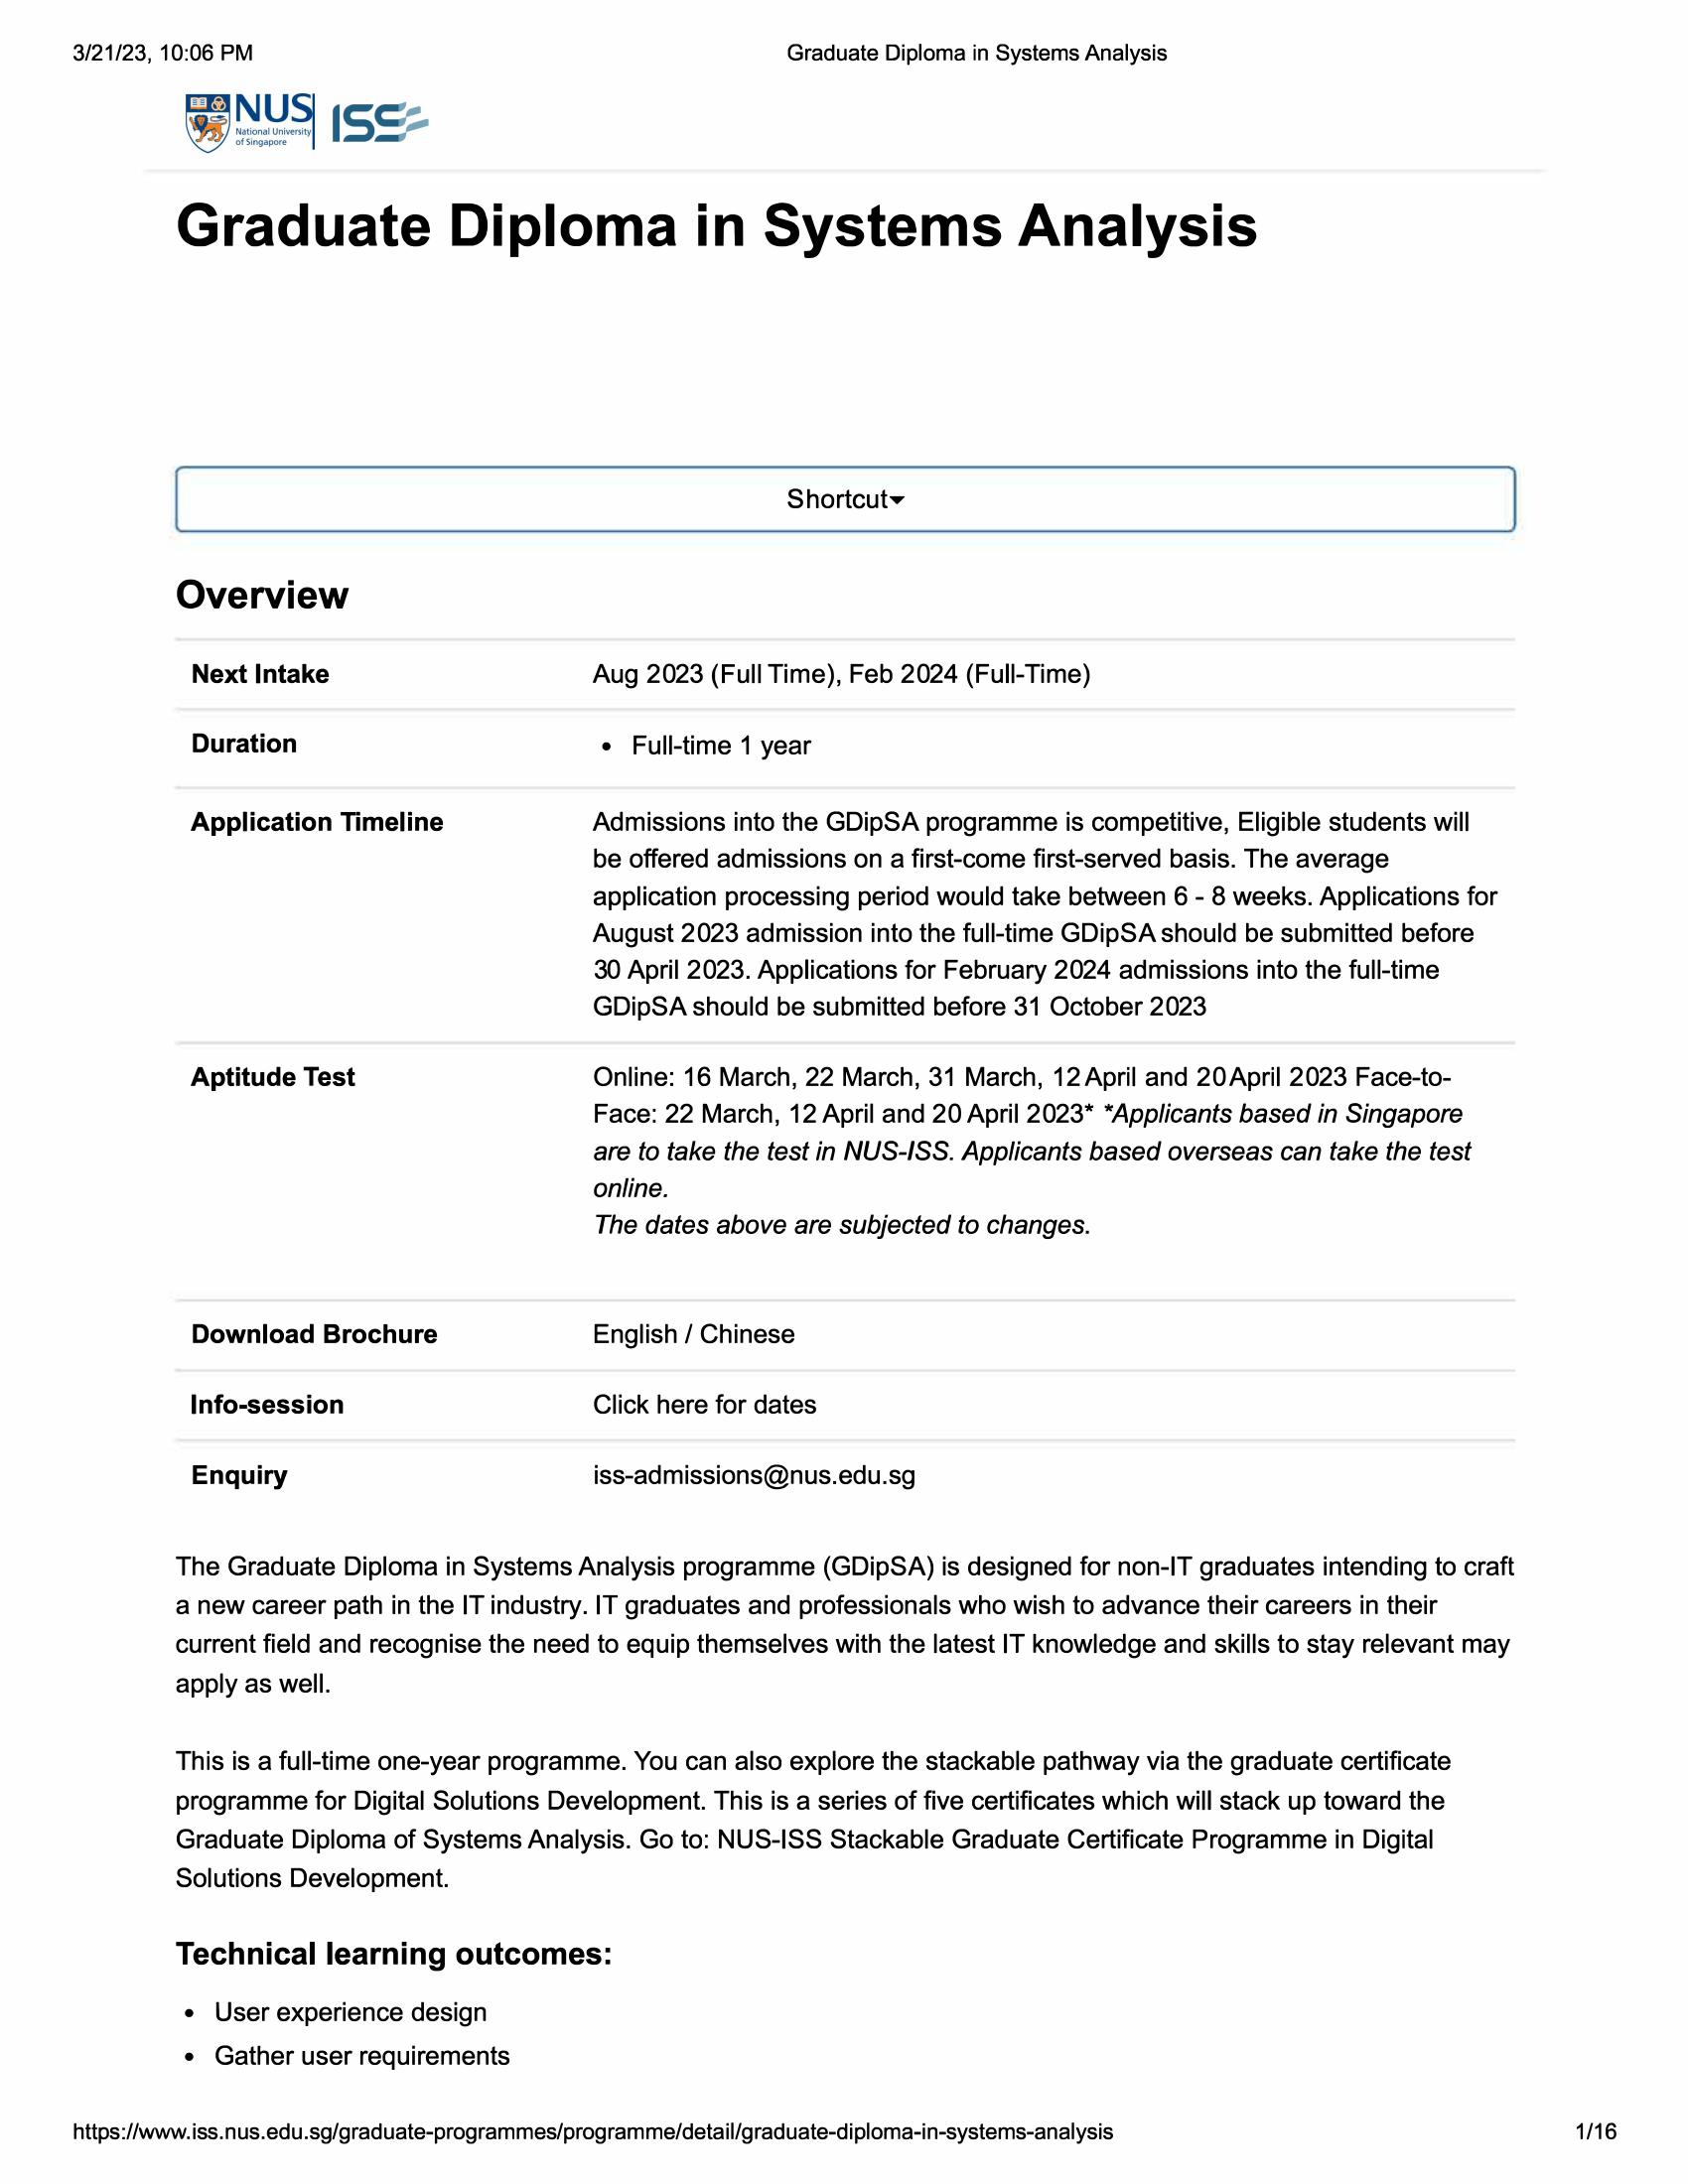 3/21/23, 10:06 PM
Graduate Diploma in Systems Analysis
NUS
National University
of Singapore
ISS
Graduate Diploma in Systems Analysis
Shortcut
Overview
Next Intake
Aug 2023 (Full Time), Feb 2024 (Full-Time)
Duration
• Full-time 1 year
Application Timeline
Admissions into the GDipSA programme is competitive, Eligible students will
be offered admissions on a first-come first-served basis. The average
application processing period would take between 6 - 8 weeks. Applications for
August 2023 admission into the full-time GDipSA should be submitted before
30 April 2023. Applications for February 2024 admissions into the full-time
GDipSA should be submitted before 31 October 2023
Aptitude Test
Online: 16 March, 22 March, 31 March, 12 April and 20 April 2023 Face-to-
Face: 22 March, 12 April and 20 April 2023* *Applicants based in Singapore
are to take the test in NUS-ISS. Applicants based overseas can take the test
online.
The dates above are subjected to changes.
Download Brochure
English / Chinese
Info-session
Click here for dates
Enquiry
iss-admissions@nus.edu.sg
The Graduate Diploma in Systems Analysis programme (GDipSA) is designed for non-IT graduates intending to craft
a new career path in the IT industry. IT graduates and professionals who wish to advance their careers in their
current field and recognise the need to equip themselves with the latest IT knowledge and skills to stay relevant may
apply as well.
This is a full-time one-year programme. You can also explore the stackable pathway via the graduate certificate
programme for Digital Solutions Development. This is a series of five certificates which will stack up toward the
Graduate Diploma of Systems Analysis. Go to: NUS-ISS Stackable Graduate Certificate Programme in Digital
Solutions Development.
Technical learning outcomes:
• User experience design
• Gather user requirements
https://www.iss.nus.edu.sg/graduate-programmes/programme/detail/graduate-diploma-in-systems-analysis
1/16